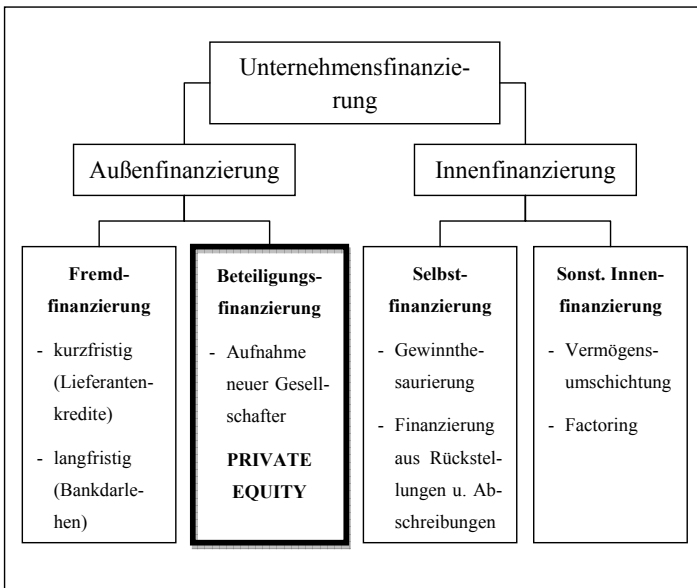 Unternehmensfinanzie-
rung
Außenfinanzierung
Innenfinanzierung
Fremd-
finanzierung
- kurzfristig
(Lieferanten-
kredite)
- langfristig
(Bankdarle-
hen)
Beteiligungs-
finanzierung
- Aufnahme
neuer Gesell-
schafter
PRIVATE
EQUITY
Selbst-
finanzierung
- Gewinnthe-
saurierung
- Finanzierung
aus Rückstel-
lungen u. Ab-
schreibungen
Sonst. Innen-
finanzierung
- Vermögens-
umschichtung
- Factoring